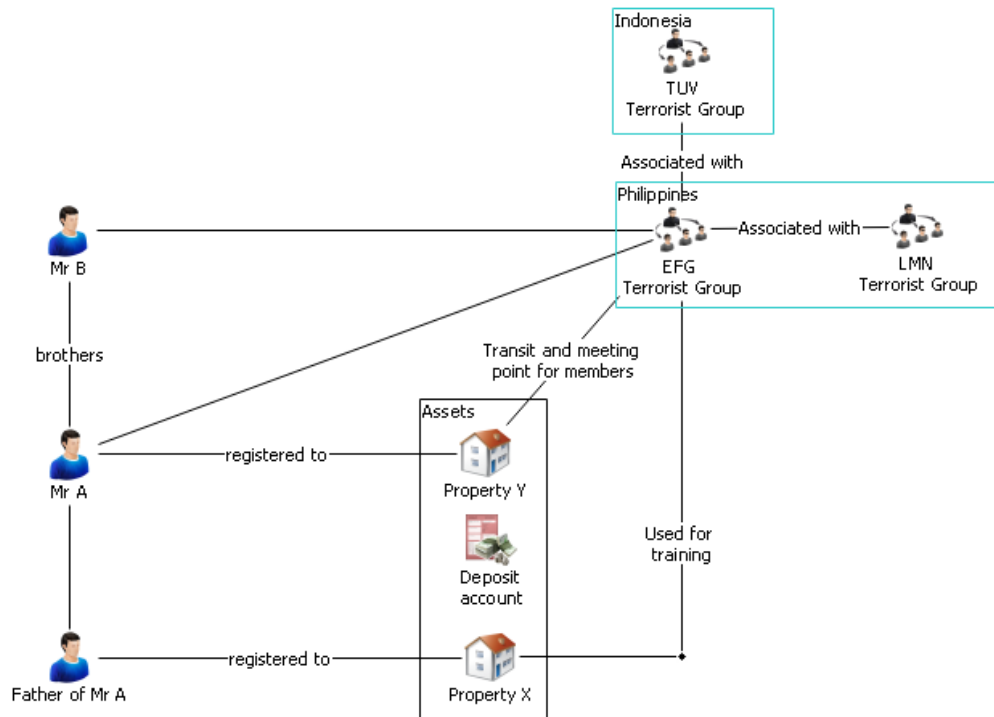 Indonesia
TUV
Terrorist Group
Associated with
Philippines
EFG
Terrorist Group
Associated with
LMN
Terrorist Group
Mr B
brothers
Transit and meeting
point for members
Assets
Mr A
registered to
Property Y
Deposit
account
Used for
training
Father of Mr A
registered to
Property X